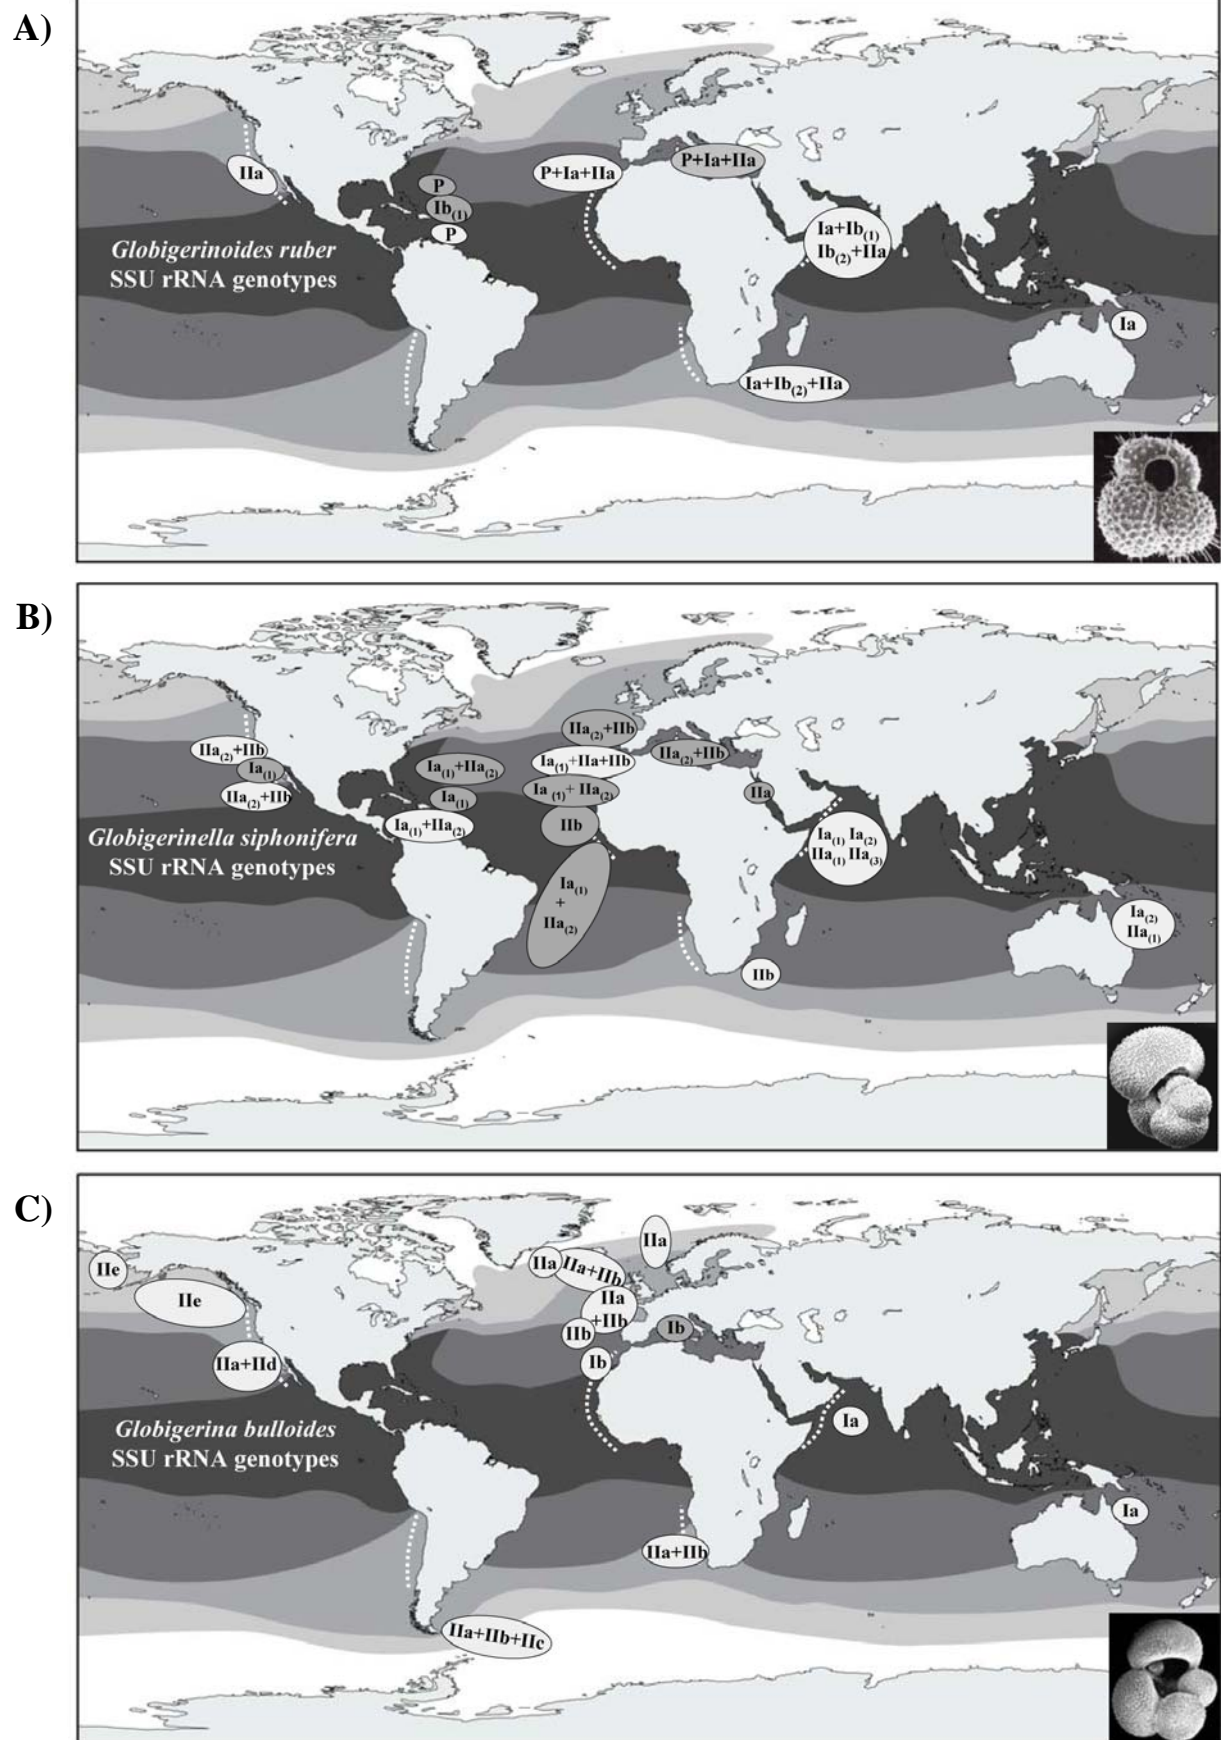 A)
IIa
P
Ib(1)
P
P+Ia+IIa
P+Ia+IIa
Ia+Ib(1)
Ib(2)+IIa
Ia
Ia+Ib(2)+IIa
Globigerinoides ruber
SSU rRNA genotypes
B)
IIa(2)+IIb
Ia(1)
IIa(2)+IIb
Ia(1)+IIa(2)
Ia(1)
Ia(1)+IIa(2)
IIa(2)+IIb
Ia(1)+IIa+IIb
Ia (1)+ IIa(2)
IIb
Ia(1)
+
IIa(2)
IIa(2)+IIb
IIa
Ia(1) Ia(2)
IIa(1) IIa(3)
Ia(2)
IIa(1)
IIb
Globigerinella siphonifera
SSU rRNA genotypes
C)
IIe
IIe
IIa+IId
IIa
IIa+IIb
IIa
IIa
+IIb
IIb
Ib
Ib
Ia
Ia
IIa+IIb
IIa+IIb+IIc
Globigerina bulloides
SSU rRNA genotypes